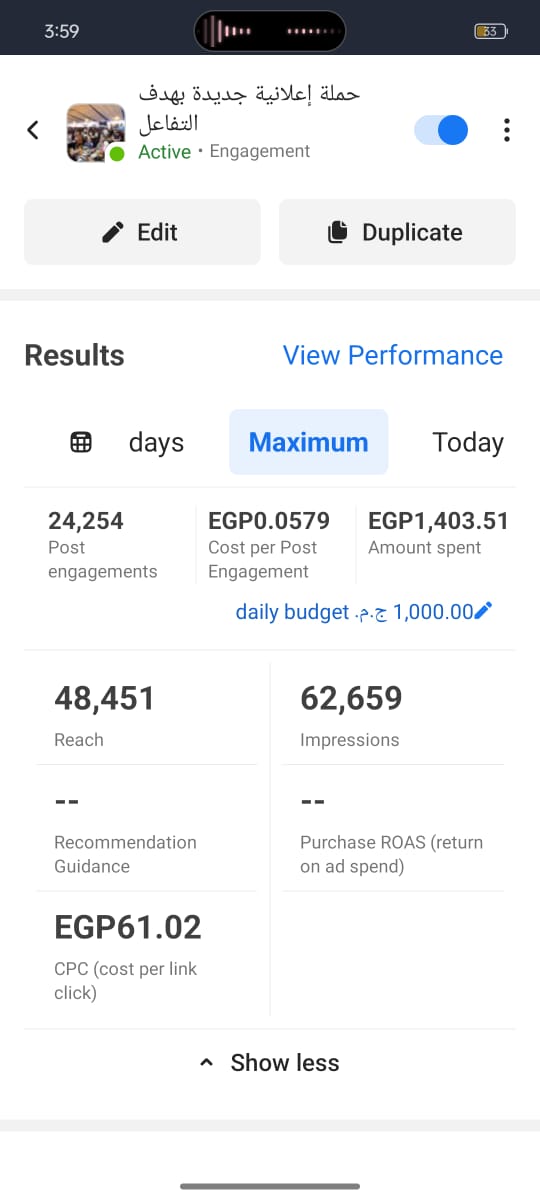 3:59
33
حملة إعلانية جديدة بهدف
التفاعل
Active • Engagement
Edit
Duplicate
Results
View Performance
days
Maximum
Today
24,254
Post
engagements
EGP0.0579
Cost per Post
Engagement
EGP1,403.51
Amount spent
daily budget ج.م.‏ 1,000.00
48,451
Reach
62,659
Impressions
--
Recommendation
Guidance
--
Purchase ROAS (return
on ad spend)
EGP61.02
CPC (cost per link
click)
Show less